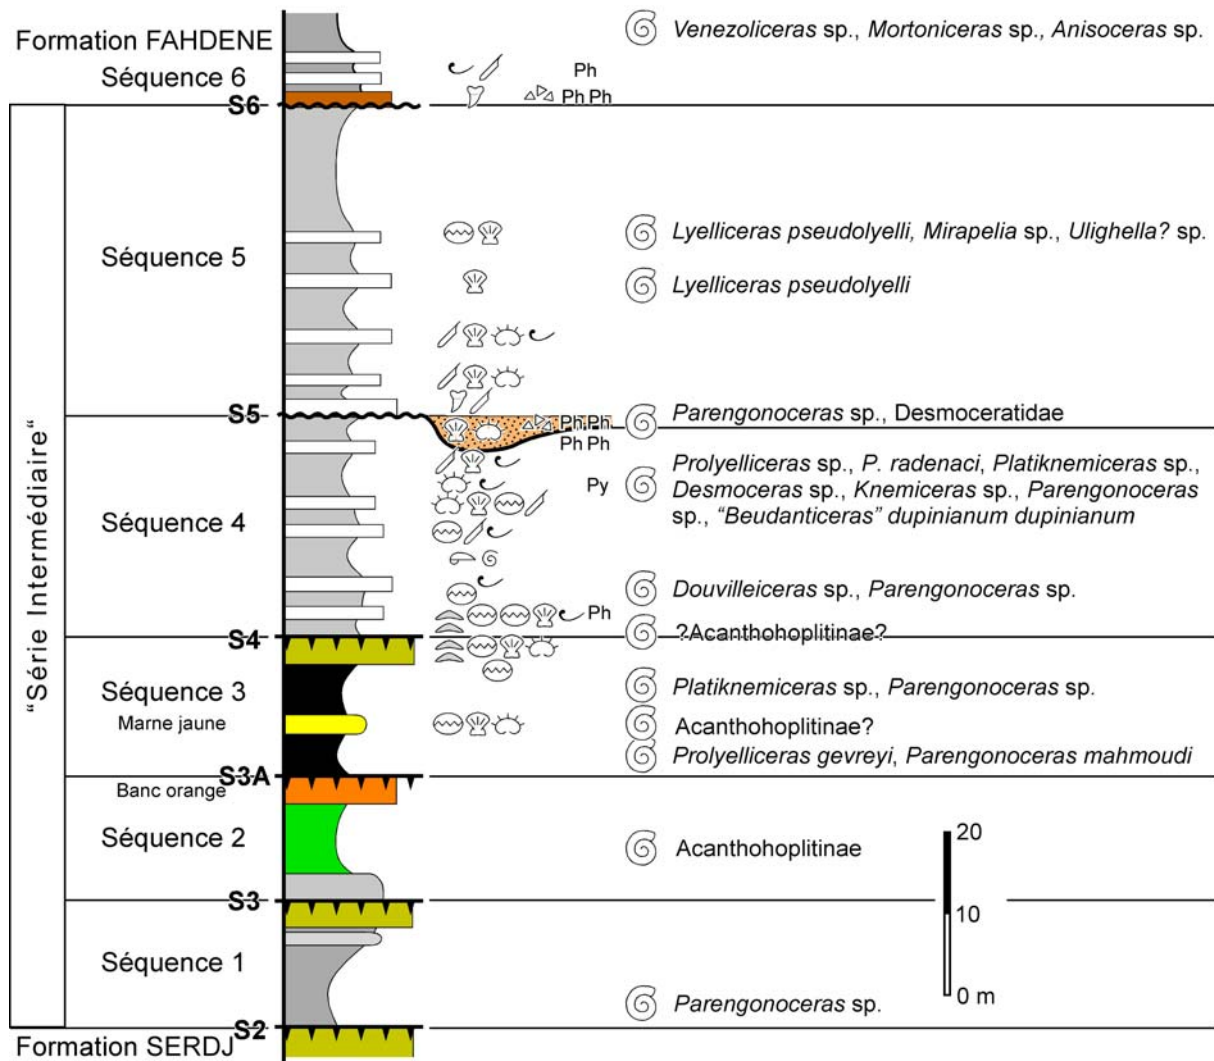 Formation FAHDENE
Venezoliceras sp., Mortoniceras sp., Anisoceras sp.
Séquence 6
Ph
Ph Ph
S6
Lyelliceras pseudolyelli, Mirapelia sp., Ulighella? sp.
Séquence 5
Lyelliceras pseudolyelli
S5
Ph Ph
Parengonoceras sp., Desmoceratidae
Ph Ph
Prolyelliceras sp., P. radenaci, Platiknemiceras sp.,
Py
Desmoceras sp., Knemiceras sp., Parengonoceras
sp., “Beudanticeras” dupinianum dupinianum
Séquence 4
Douvilleiceras sp., Parengonoceras sp.
Ph
S4
?Acanthohoplitinae?
"Série Intermédiaire"
Séquence 3
Platiknemiceras sp., Parengonoceras sp.
Marne jaune
Acanthohoplitinae?
Prolyelliceras gevreyi, Parengonoceras mahmoudi
S3A
Banc orange
Séquence 2
Acanthohoplitinae
20
10
0 m
S3
Séquence 1
Parengonoceras sp.
S2
Formation SERDJ